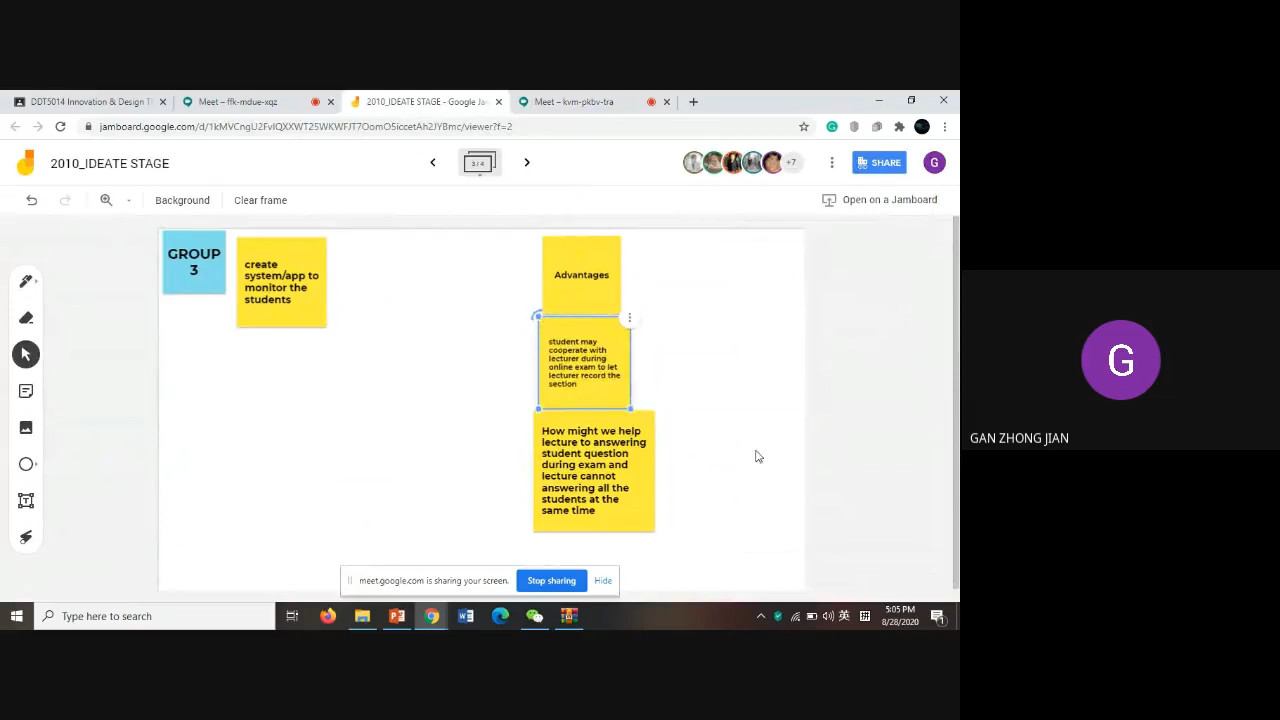 DDT5014 Innovation & Design T
Meet – ffk-mdue-xqz
2010_IDEATE STAGE - Google Ja
Meet – kvm-pkbv-tra
jamboard.google.com/d/1kMVCngU2FvIQXXWT25WKWFJT7OomO5iccetAh2JYBmc/viewer?f=2
2010_IDEATE STAGE
3 / 4
+7
SHARE
G
Background
Clear frame
Open on a Jamboard
GROUP
3
create
system/app to
monitor the
students
Advantages
student may
cooperate with
lecturer during
online exam to let
lecturer record the
section
How might we help
lecture to answering
student question
during exam and
lecture cannot
answering all the
students at the
same time
G
GAN ZHONG JIAN
meet.google.com is sharing your screen.
Stop sharing
Hide
Type here to search
英
5:05 PM
8/28/2020
1